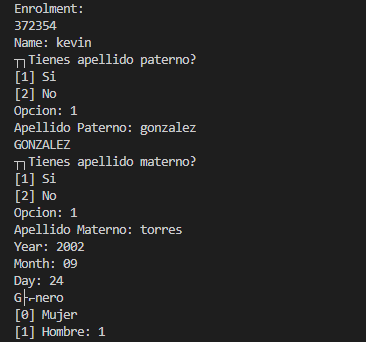 Enrolment:
372354
Name: kevin
┬┐Tienes apellido paterno?
[1] Si
[2] No
Opcion: 1
Apellido Paterno: gonzalez
GONZALEZ
┬┐Tienes apellido materno?
[1] Si
[2] No
Opcion: 1
Apellido Materno: torres
Year: 2002
Month: 09
Day: 24
G├⌐nero
[0] Mujer
[1] Hombre: 1